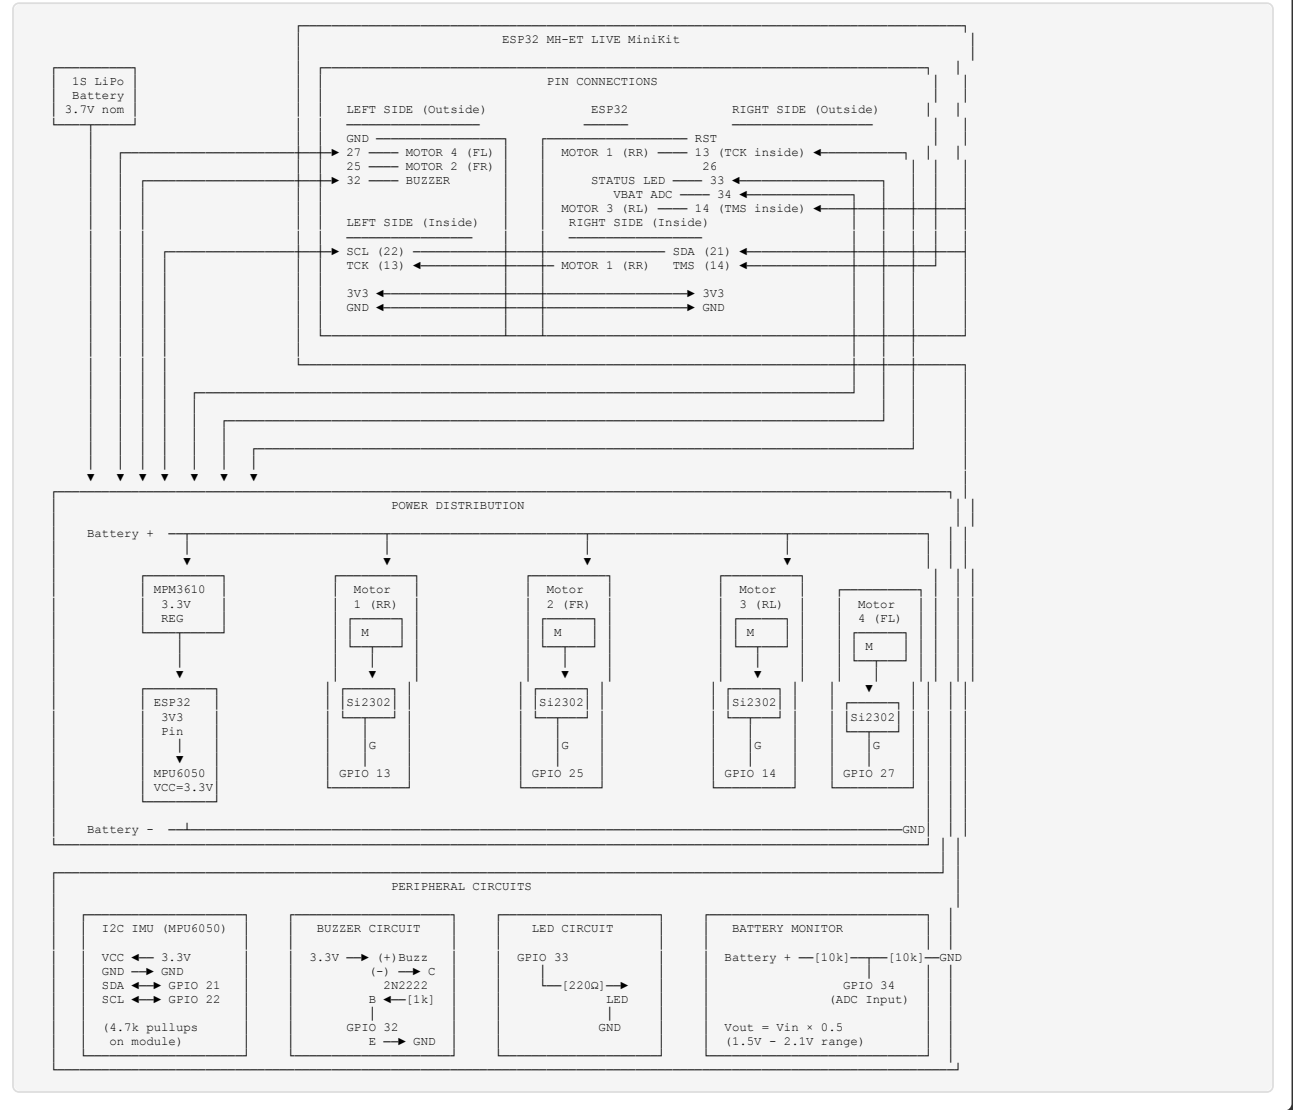 ESP32 MH-ET LIVE MiniKit
1S LiPo
Battery
3.7V nom
PIN CONNECTIONS
LEFT SIDE (Outside) ESP32 RIGHT SIDE (Outside)
GND RST
27 MOTOR 4 (FL) MOTOR 1 (RR) 13 (TCK inside)
25 MOTOR 2 (FR) 26
32 BUZZER STATUS LED 33
VBAT ADC 34
MOTOR 3 (RL) 14 (TMS inside)
LEFT SIDE (Inside) RIGHT SIDE (Inside)
SCL (22) SDA (21)
TCK (13) MOTOR 1 (RR) TMS (14)
3V3 3V3
GND GND
POWER DISTRIBUTION
Battery +
MPM3610
3.3V
REG
Motor
1 (RR)
M
Motor
2 (FR)
M
Motor
3 (RL)
M
Motor
4 (FL)
M
ESP32
3V3
Pin
MPU6050
VCC=3.3V
Si2302
G
GPIO 13
Si2302
G
GPIO 25
Si2302
G
GPIO 14
Si2302
G
GPIO 27
Battery - GND
PERIPHERAL CIRCUITS
I2C IMU (MPU6050)
VCC 3.3V
GND GND
SDA GPIO 21
SCL GPIO 22
(4.7k pullups
on module)
BUZZER CIRCUIT
3.3V (+)Buzz
(-) C
2N2222
B [1k]
GPIO 32
E GND
LED CIRCUIT
GPIO 33
[220Ω]
LED
GND
BATTERY MONITOR
Battery + [10k] [10k] GND
GPIO 34
(ADC Input)
Vout = Vin × 0.5
(1.5V - 2.1V range)